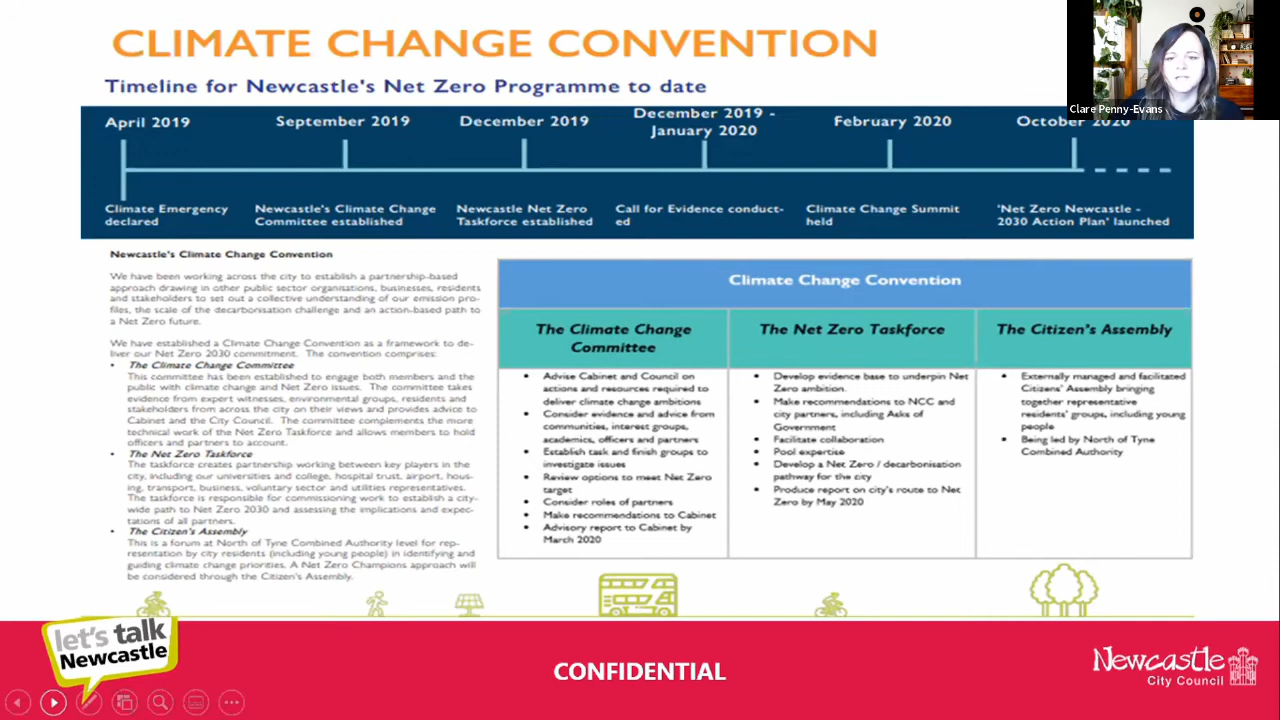 CLIMATE CHANGE CONVENTION
Timeline for Newcastle's Net Zero Programme to date
Clare Penny-Evans
April 2019
September 2019
December 2019
December 2019 -
January 2020
February 2020
October 2020
Climate Emergency
declared
Newcastle's Climate Change
Committee established
Newcastle Net Zero
Taskforce established
Call for Evidence conduct-
ed
Climate Change Summit
held
'Net Zero Newcastle -
2030 Action Plan' launched
Newcastle's Climate Change Convention
We have been working across the city to establish a partnership-based
approach drawing in other public sector organisations, businesses, residents
and stakeholders to set out a collective understanding of our emission pro-
files, the scale of the decarbonisation challenge and an action-based path to
a Net Zero future.
We have established a Climate Change Convention as a framework to de-
liver our Net Zero 2030 commitment. The convention comprises:
• The Climate Change Committee
This committee has been established to engage both members and the
public with climate change and Net Zero issues. The committee takes
evidence from expert witnesses, environmental groups, residents and
stakeholders from across the city on their views and provides advice to
Cabinet and the City Council. The committee complements the more
technical work of the Net Zero Taskforce and allows members to hold
officers and partners to account.
• The Net Zero Taskforce
The taskforce creates partnership working between key players in the
city, including our universities and college, hospital trust, airport, hous-
ing, transport, business, voluntary sector and utilities representatives.
The taskforce is responsible for commissioning work to establish a city-
wide path to Net Zero 2030 and assessing the implications and expec-
tations of all partners.
• The Citizen's Assembly
This is a forum at North of Tyne Combined Authority level for rep-
resentation by city residents (including young people) in identifying and
guiding climate change priorities. A Net Zero Champions approach will
be considered through the Citizen's Assembly.
Climate Change Convention
The Climate Change
Committee
• Advise Cabinet and Council on
actions and resources required to
deliver climate change ambitions
• Consider evidence and advice from
communities, interest groups,
academics, officers and partners
• Establish task and finish groups to
investigate issues
• Review options to meet Net Zero
target
• Consider roles of partners
• Make recommendations to Cabinet
• Advisory report to Cabinet by
March 2020
The Net Zero Taskforce
• Develop evidence base to underpin Net
Zero ambition.
• Make recommendations to NCC and
city partners, including Asks of
Government
• Facilitate collaboration
• Pool expertise
• Develop a Net Zero / decarbonisation
pathway for the city
• Produce report on city's route to Net
Zero by May 2020
The Citizen's Assembly
• Externally managed and facilitated
Citizens' Assembly bringing
together representative
residents' groups, including young
people
• Being led by North of Tyne
Combined Authority
let's talk
Newcastle
CONFIDENTIAL
Newcastle
City Council